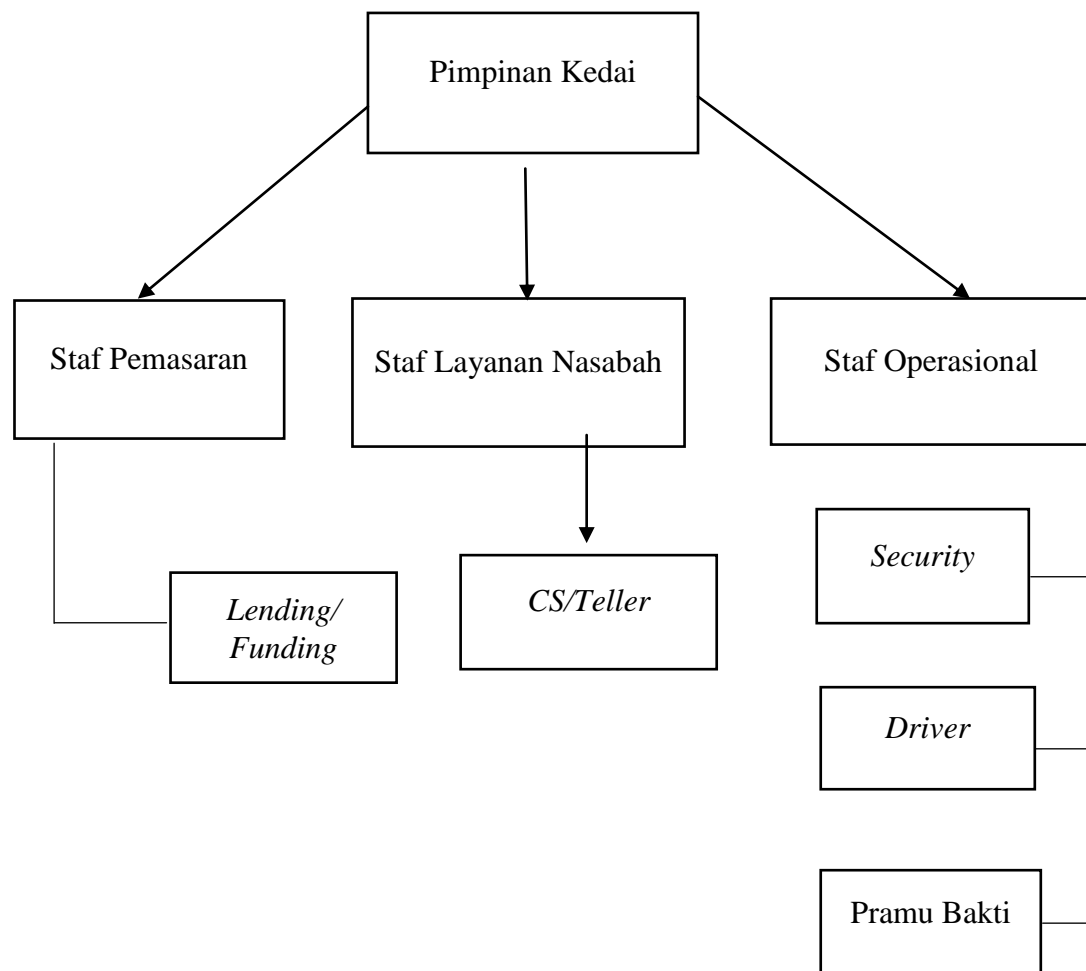 Pimpinan Kedai
Staf Pemasaran
Staf Layanan Nasabah
Staf Operasional
Security
Lending/
Funding
CS/Teller
Driver
Pramu Bakti